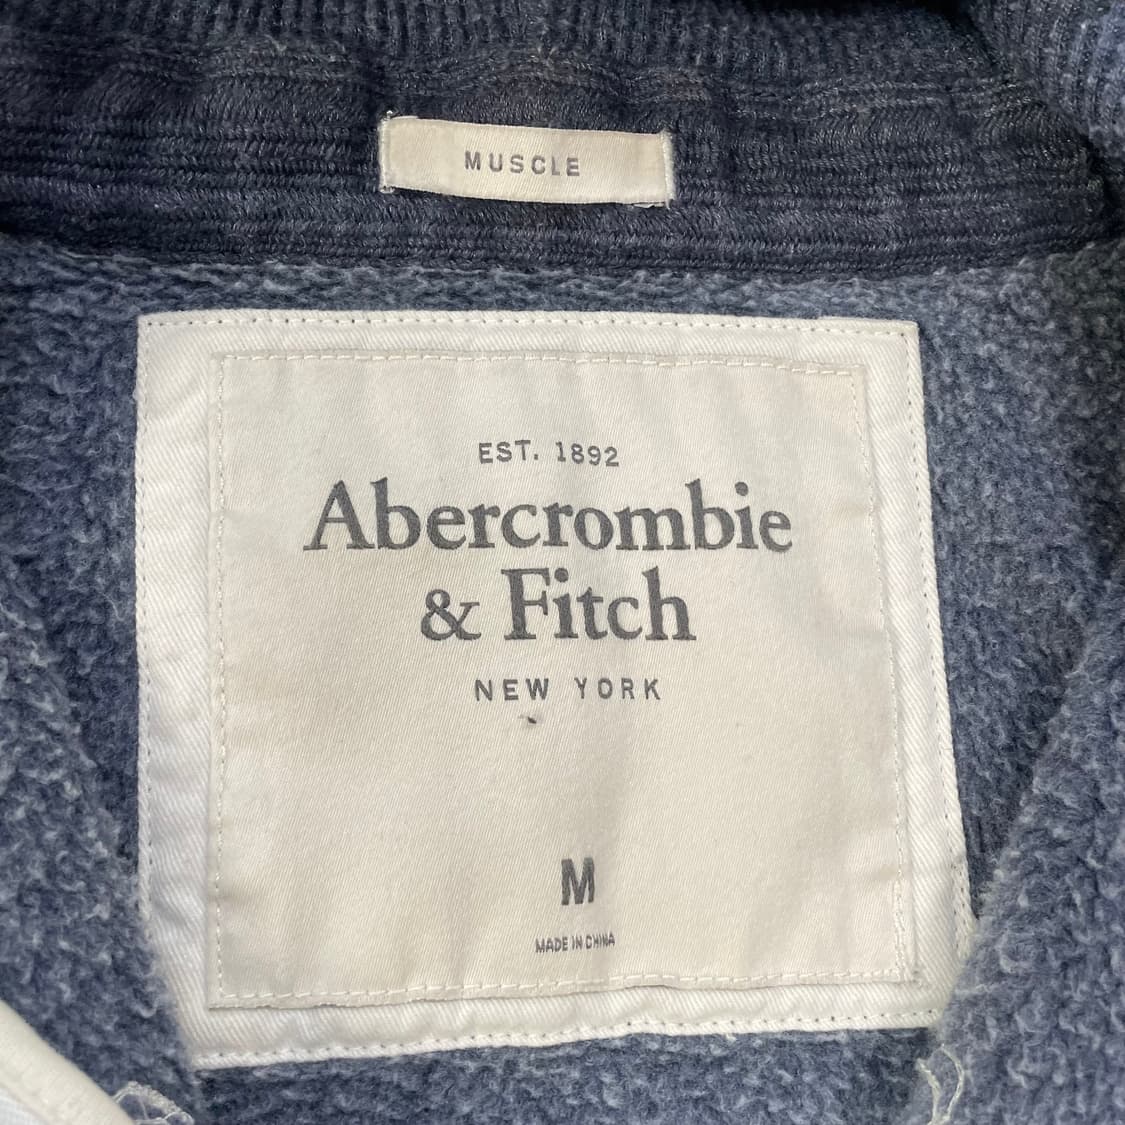 MUSCLE
EST. 1892
Abercrombie
& Fitch
NEW YORK
M
MADE IN CHINA